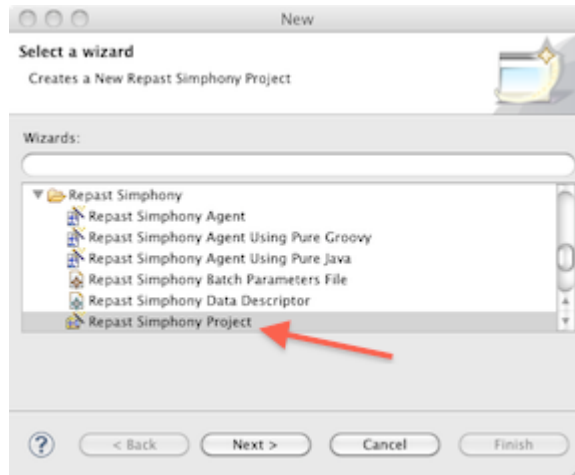 New
Select a wizard
Creates a New Repast Simphony Project
Wizards:
Repast Simphony
Repast Simphony Agent
Repast Simphony Agent Using Pure Groovy
Repast Simphony Agent Using Pure Java
Repast Simphony Batch Parameters File
Repast Simphony Data Descriptor
Repast Simphony Project
? < Back Next > Cancel Finish